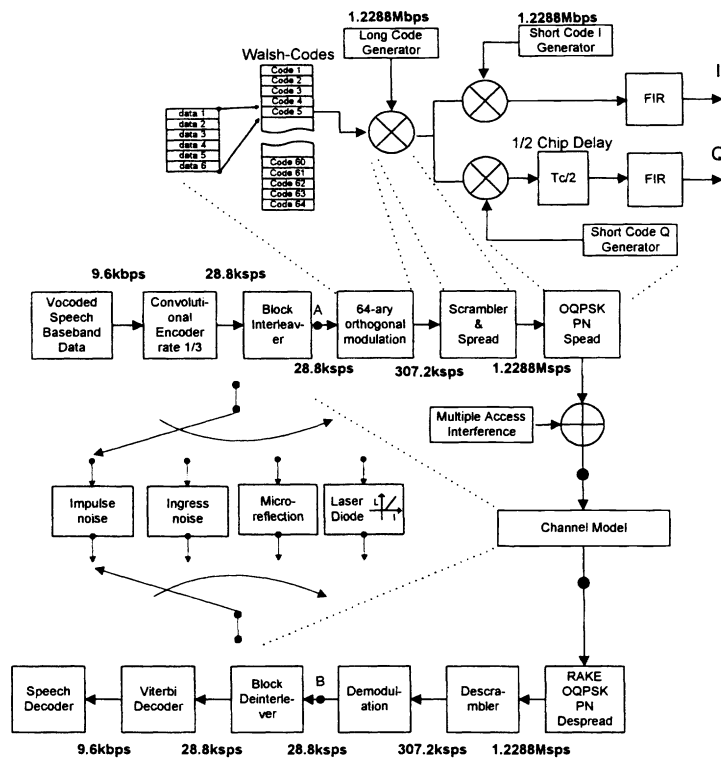 1.2288Mbps
1.2288Mbps
Long Code
Generator
Short Code I
Generator
Walsh-Codes
Code 1
Code 2
Code 3
Code 4
Code 5
Code 60
Code 61
Code 62
Code 63
Code 64
data 1
data 2
data 3
data 4
data 5
data 6
FIR
I
1/2 Chip Delay
Tc/2
FIR
Q
Short Code Q
Generator
9.6kbps
28.8ksps
Vocoded
Speech
Baseband
Data
Convoluti-
onal
Encoder
rate 1/3
Block
Interleav-
er
A
64-ary
orthogonal
modulation
Scrambler
&
Spread
OQPSK
PN
Spead
28.8ksps
307.2ksps
1.2288Msps
Multiple Access
Interference
Impulse
noise
Ingress
noise
Micro-
reflection
Laser
Diode
L
I
Channel Model
Speech
Decoder
Viterbi
Decoder
Block
Deinterle-
ver
B
Demodul-
ation
Descra-
mbler
RAKE
OQPSK
PN
Despread
9.6kbps
28.8ksps
28.8ksps
307.2ksps
1.2288Msps